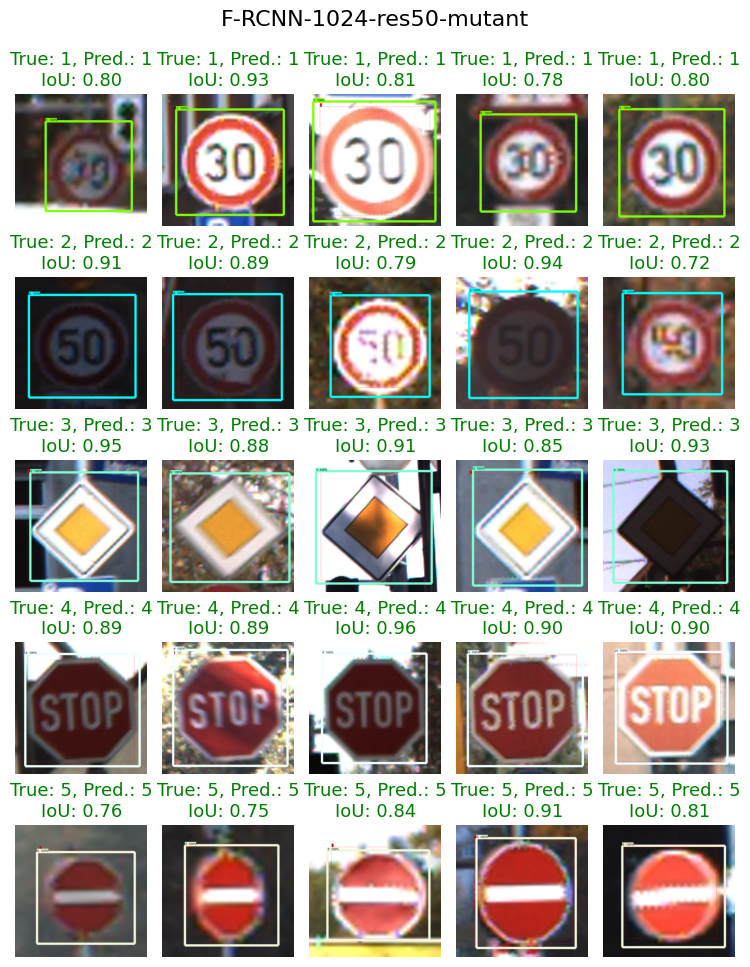 F-RCNN-1024-res50-mutant
True: 1, Pred.: 1 True: 1, Pred.: 1 True: 1, Pred.: 1 True: 1, Pred.: 1 True: 1, Pred.: 1
IoU: 0.80 IoU: 0.93 IoU: 0.81 IoU: 0.78 IoU: 0.80
30 30 30 30 30
True: 2, Pred.: 2 True: 2, Pred.: 2 True: 2, Pred.: 2 True: 2, Pred.: 2 True: 2, Pred.: 2
IoU: 0.91 IoU: 0.89 IoU: 0.79 IoU: 0.94 IoU: 0.72
50 50 50 50 50
True: 3, Pred.: 3 True: 3, Pred.: 3 True: 3, Pred.: 3 True: 3, Pred.: 3 True: 3, Pred.: 3
IoU: 0.95 IoU: 0.88 IoU: 0.91 IoU: 0.85 IoU: 0.93
True: 4, Pred.: 4 True: 4, Pred.: 4 True: 4, Pred.: 4 True: 4, Pred.: 4 True: 4, Pred.: 4
IoU: 0.89 IoU: 0.89 IoU: 0.96 IoU: 0.90 IoU: 0.90
STOP STOP STOP STOP STOP
True: 5, Pred.: 5 True: 5, Pred.: 5 True: 5, Pred.: 5 True: 5, Pred.: 5 True: 5, Pred.: 5
IoU: 0.76 IoU: 0.75 IoU: 0.84 IoU: 0.91 IoU: 0.81